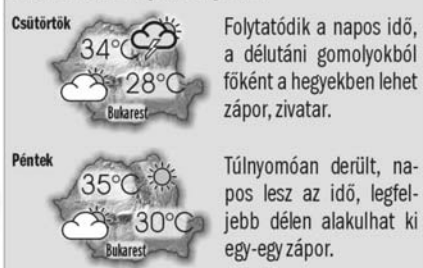 Csütörtök
34°C
28°C
Bukarest
Folytatódik a napos idő,
a délutáni gomolyokból
főként a hegyekben lehet
zápor, zivatar.
Péntek
35°C
30°C
Bukarest
Túlnyomóan derült, na-
pos lesz az idő, legfel-
jebb délen alakulhat ki
egy-egy zápor.